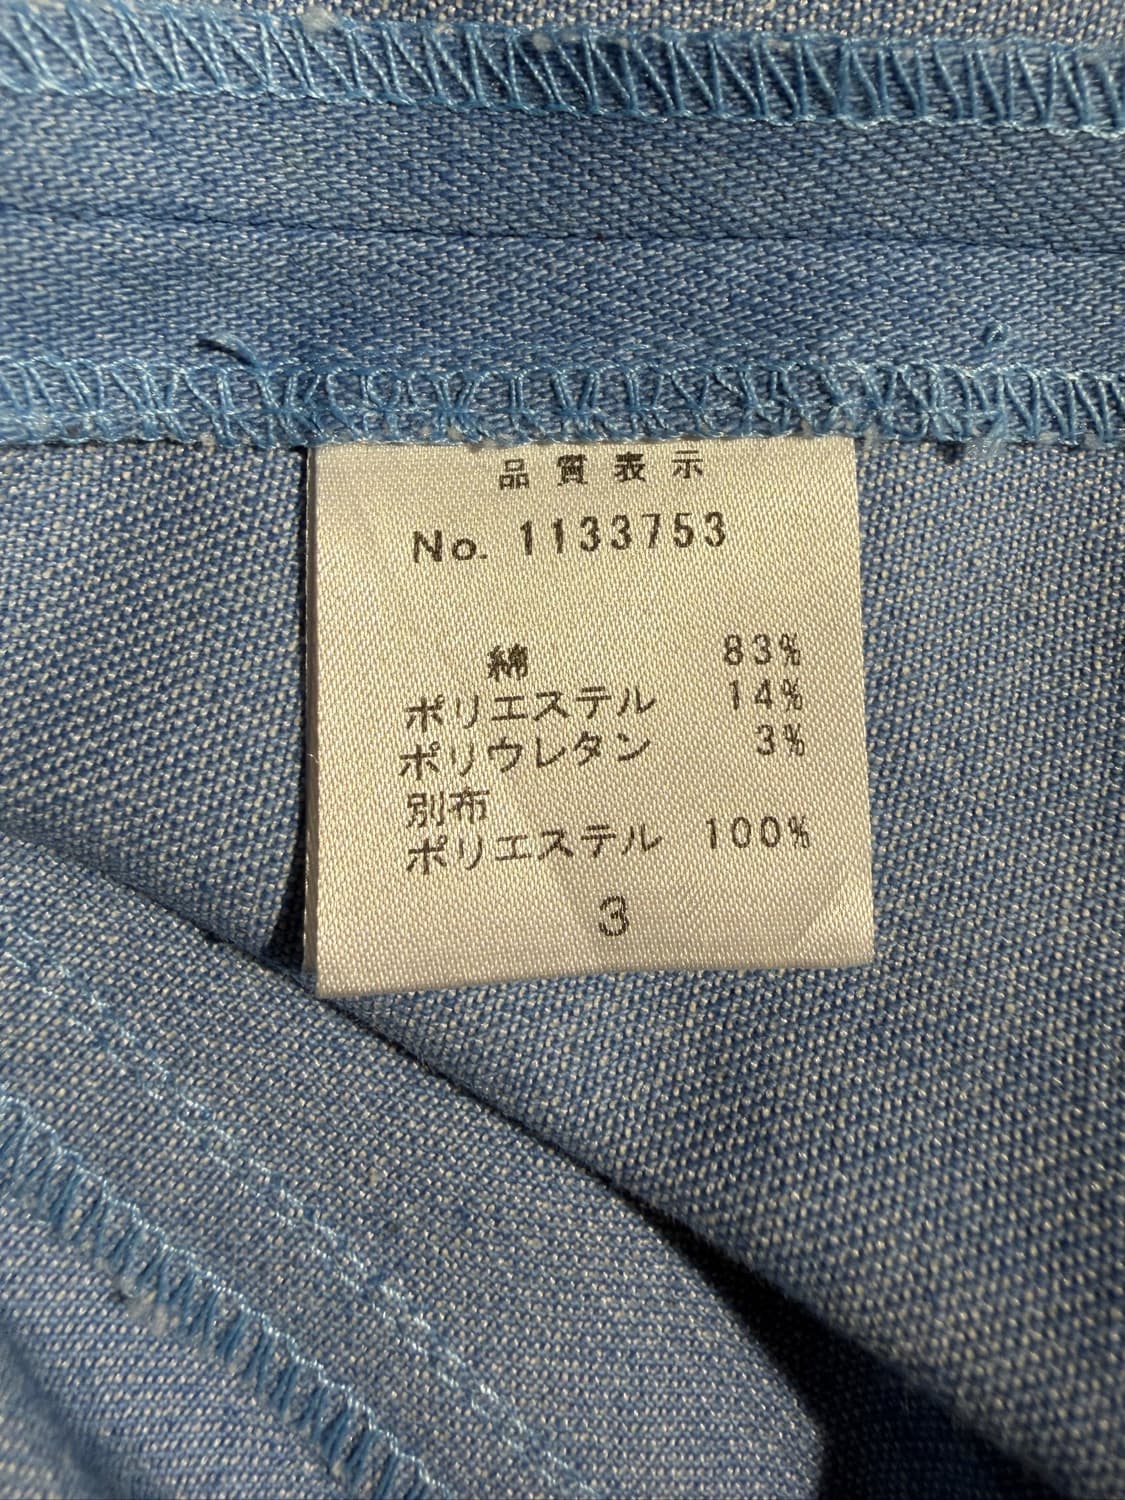 品質表示
No. 1133753
綿 83%
ポリエステル 14%
ポリウレタン 3%
別布
ポリエステル 100%
3